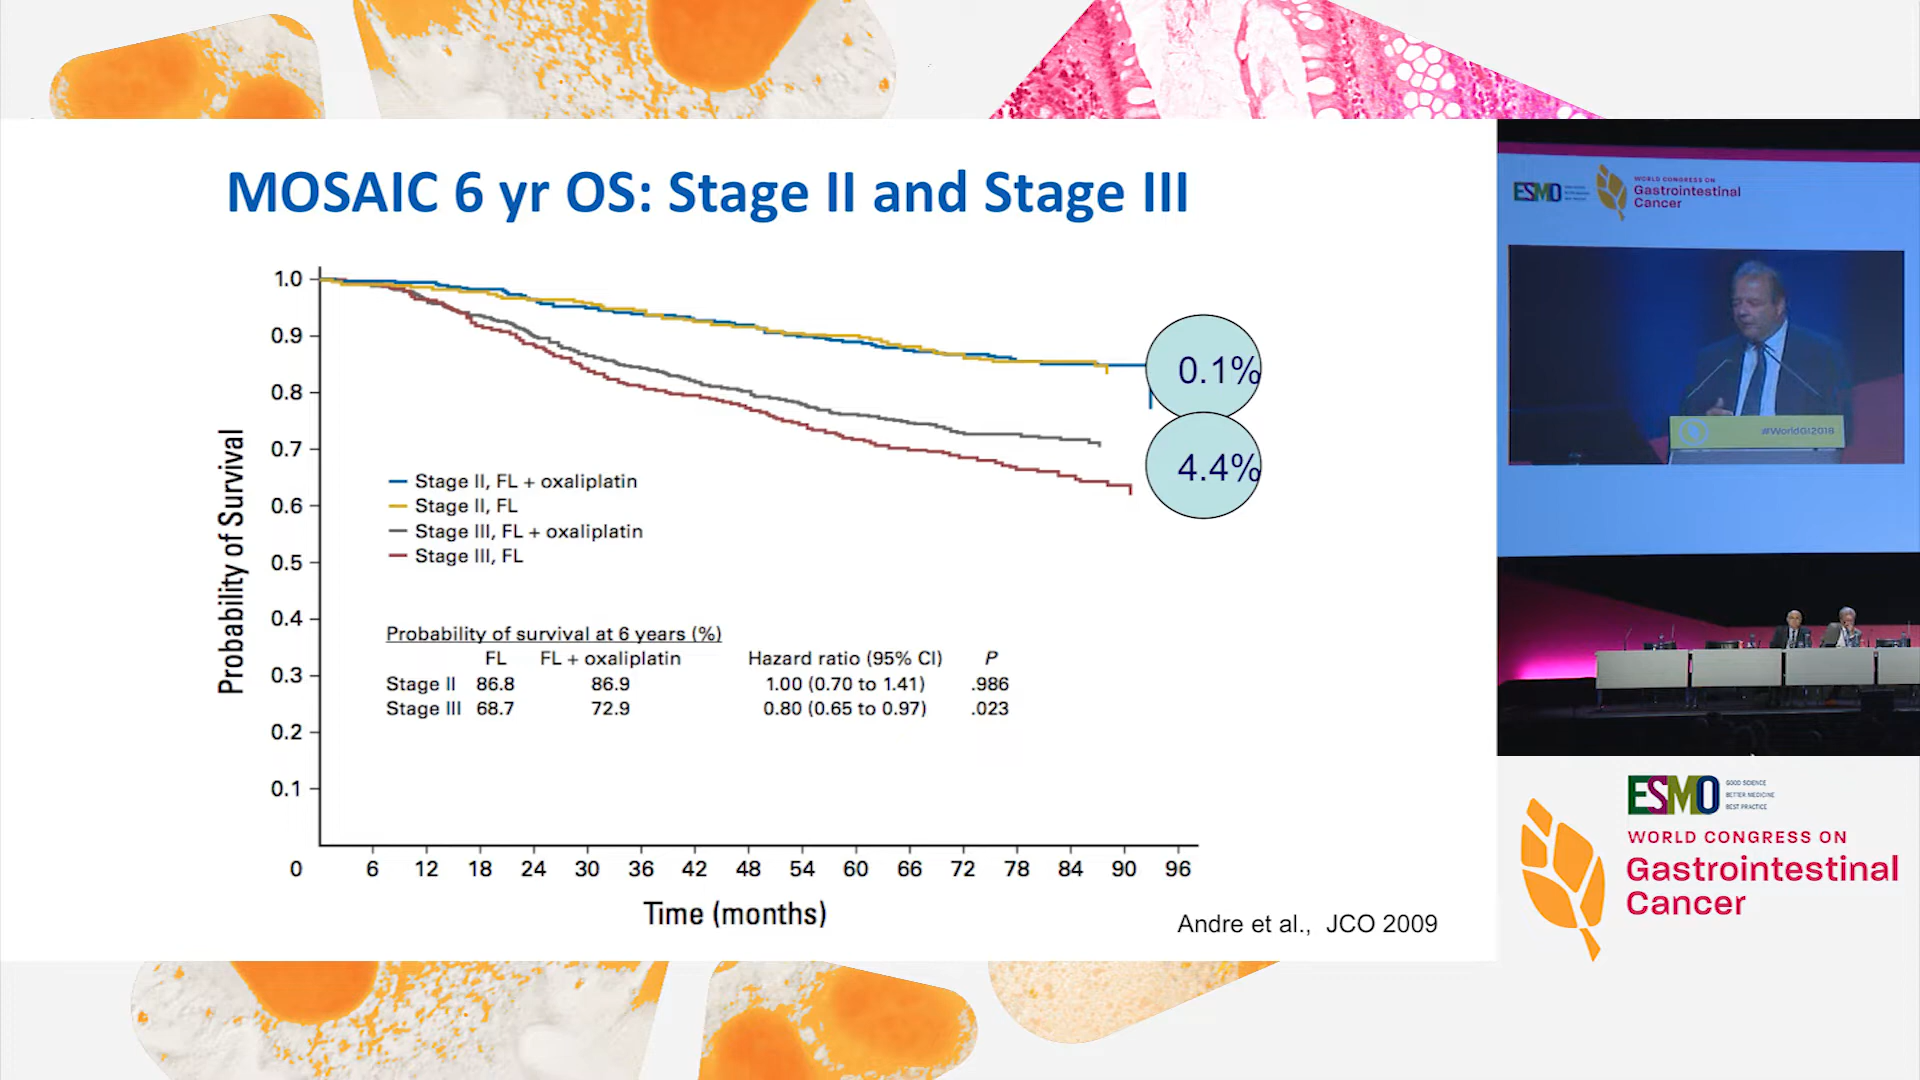 MOSAIC 6 yr OS: Stage II and Stage III
Probability of Survival
1.0
0.9
0.8
0.7
0.6
0.5
0.4
0.3
0.2
0.1
0 6 12 18 24 30 36 42 48 54 60 66 72 78 84 90 96
Time (months)
Stage II, FL + oxaliplatin
Stage II, FL
Stage III, FL + oxaliplatin
Stage III, FL
Probability of survival at 6 years (%)
FL FL + oxaliplatin Hazard ratio (95% CI) P
Stage II 86.8 86.9 1.00 (0.70 to 1.41) .986
Stage III 68.7 72.9 0.80 (0.65 to 0.97) .023
0.1%
4.4%
Andre et al., JCO 2009
ESMO
WORLD CONGRESS ON
Gastrointestinal
Cancer
#WorldGI2018
ESMO
GOOD SCIENCE
BETTER MEDICINE
BEST PRACTICE
WORLD CONGRESS ON
Gastrointestinal
Cancer